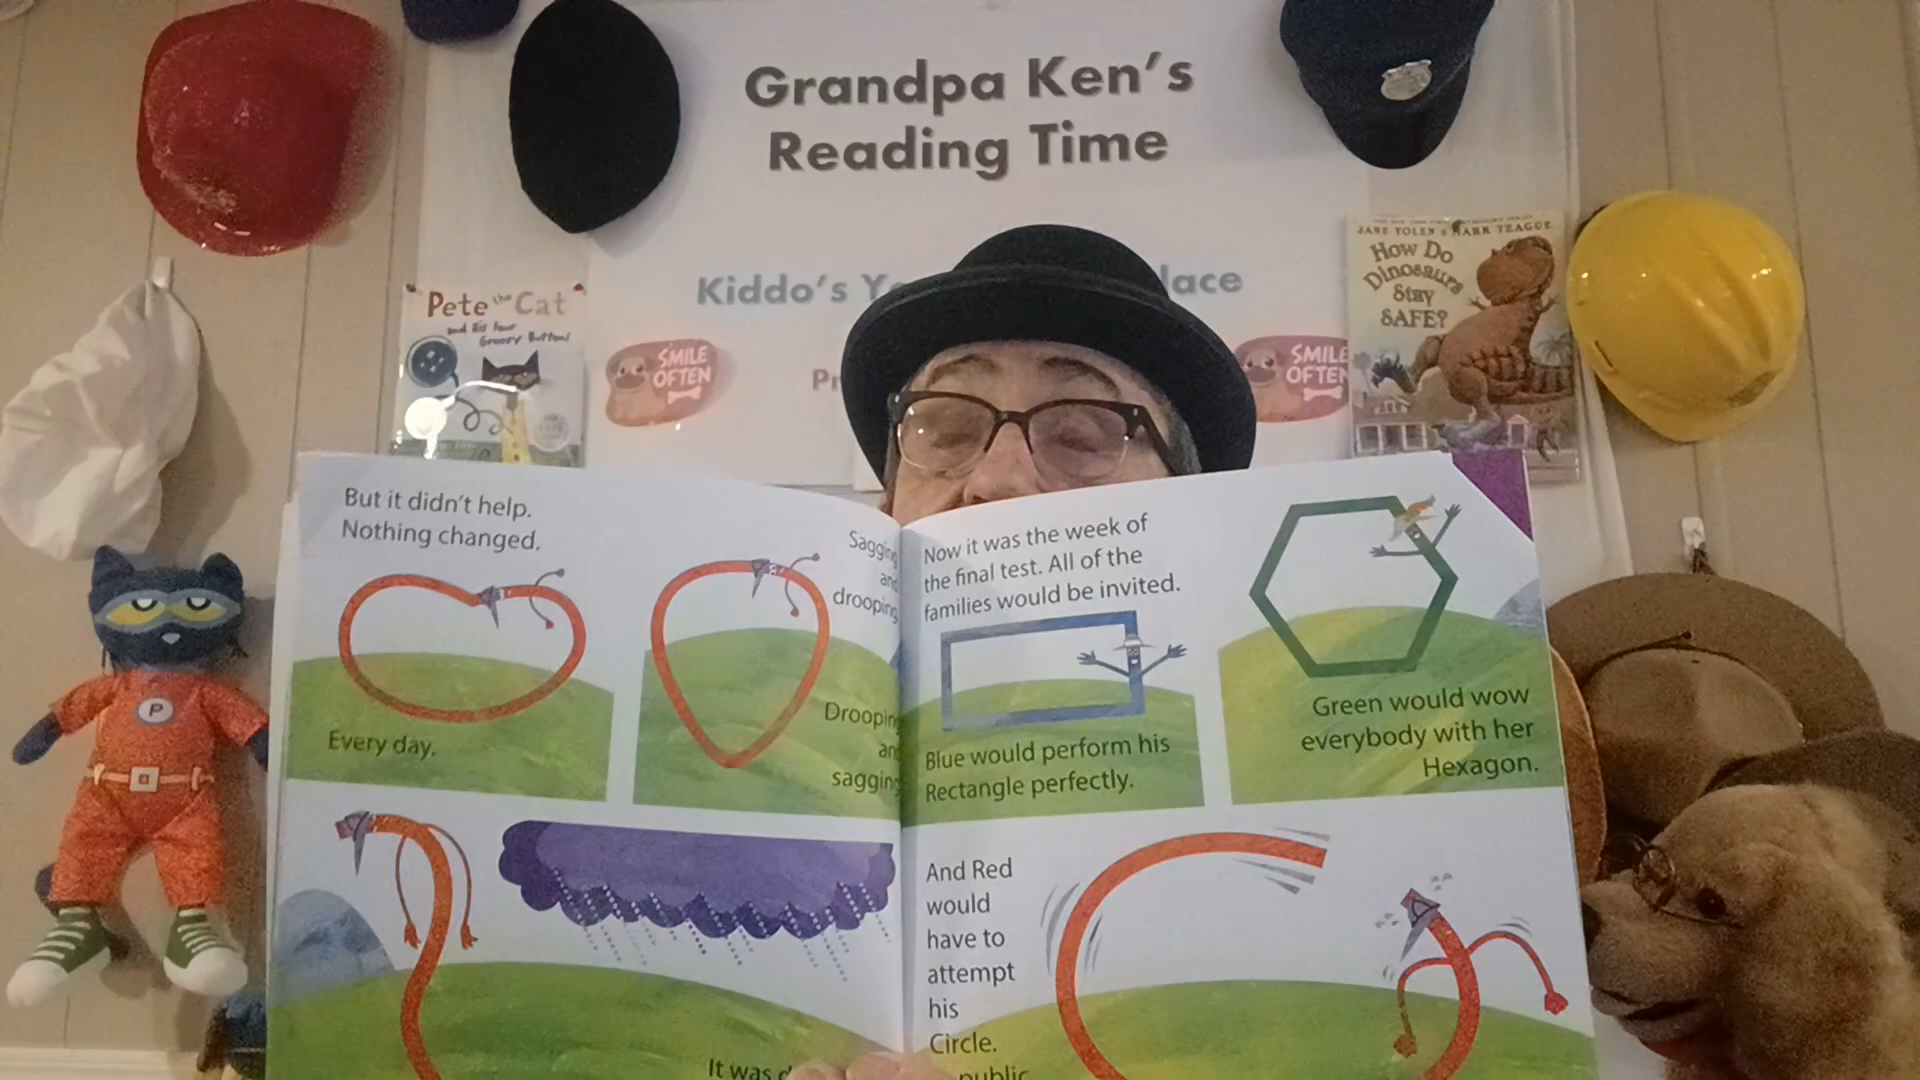 Grandpa Ken's
Reading Time
Kiddo's
lace
JANE YOLEN & MARK TEAGUE
How Do
Dinosaurs
Stay
SAFE?
Pete the Cat
and His Four
Groovy Buttons
SMILE
OFTEN
SMILE
OFTEN
P
But it didn't help.
Nothing changed.
Every day.
Sagging
and
drooping
Drooping
and
sagging
It was
Now it was the week of
the final test. All of the
families would be invited.
Blue would perform his
Rectangle perfectly.
Green would wow
everybody with her
Hexagon.
And Red
would
have to
attempt
his
Circle.
public